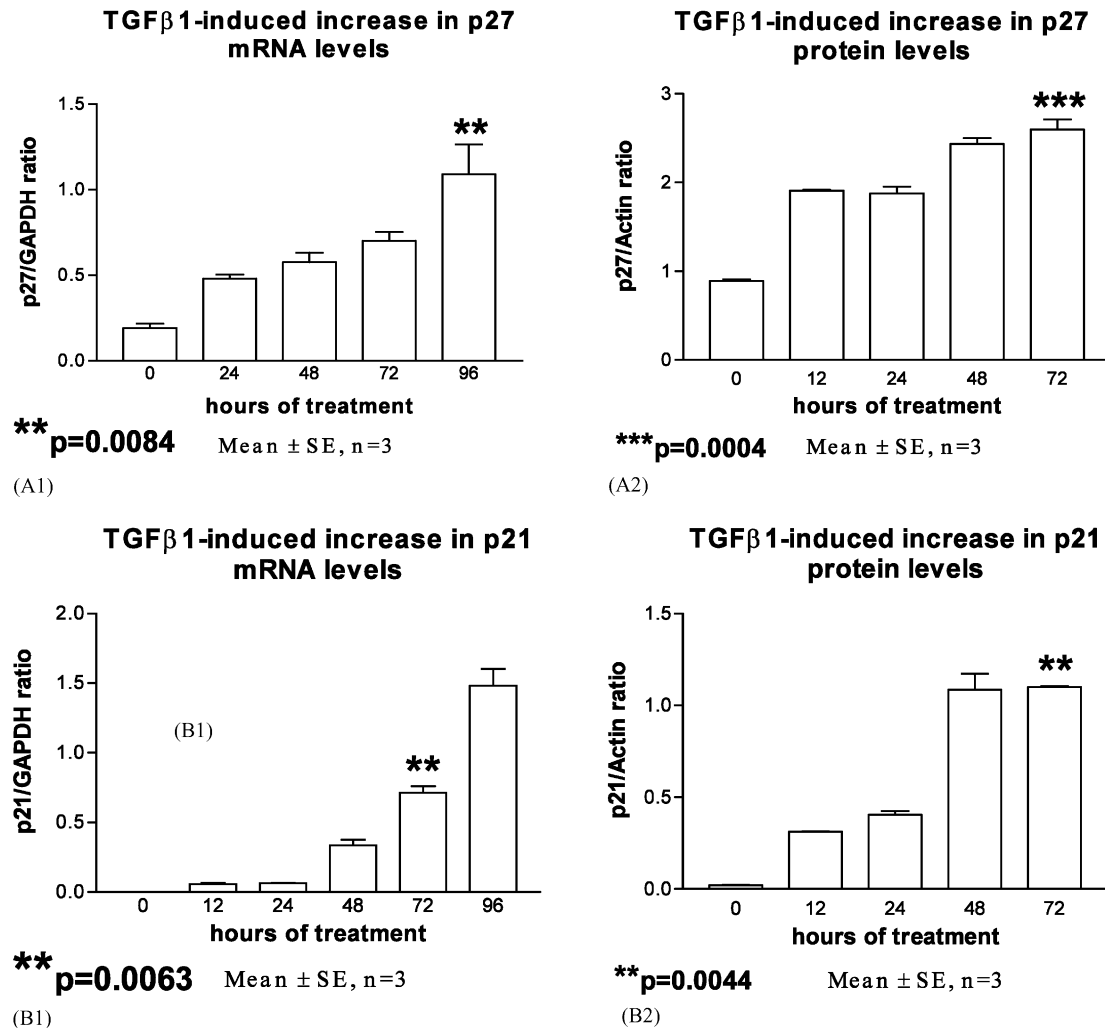 TGFβ1-induced increase in p27
mRNA levels
1.5
1.0
0.5
0.0
p27/GAPDH ratio
**
0 24 48 72 96
hours of treatment
**p=0.0084 Mean ± SE, n=3
(A1)
TGFβ1-induced increase in p27
protein levels
3
2
1
0
p27/Actin ratio
***
0 12 24 48 72
hours of treatment
***p=0.0004 Mean ± SE, n=3
(A2)
TGFβ1-induced increase in p21
mRNA levels
2.0
1.5
1.0
0.5
0.0
p21/GAPDH ratio
(B1)
**
0 12 24 48 72 96
hours of treatment
**p=0.0063 Mean ± SE, n=3
(B1)
TGFβ1-induced increase in p21
protein levels
1.5
1.0
0.5
0.0
p21/Actin ratio
**
0 12 24 48 72
hours of treatment
**p=0.0044 Mean ± SE, n=3
(B2)